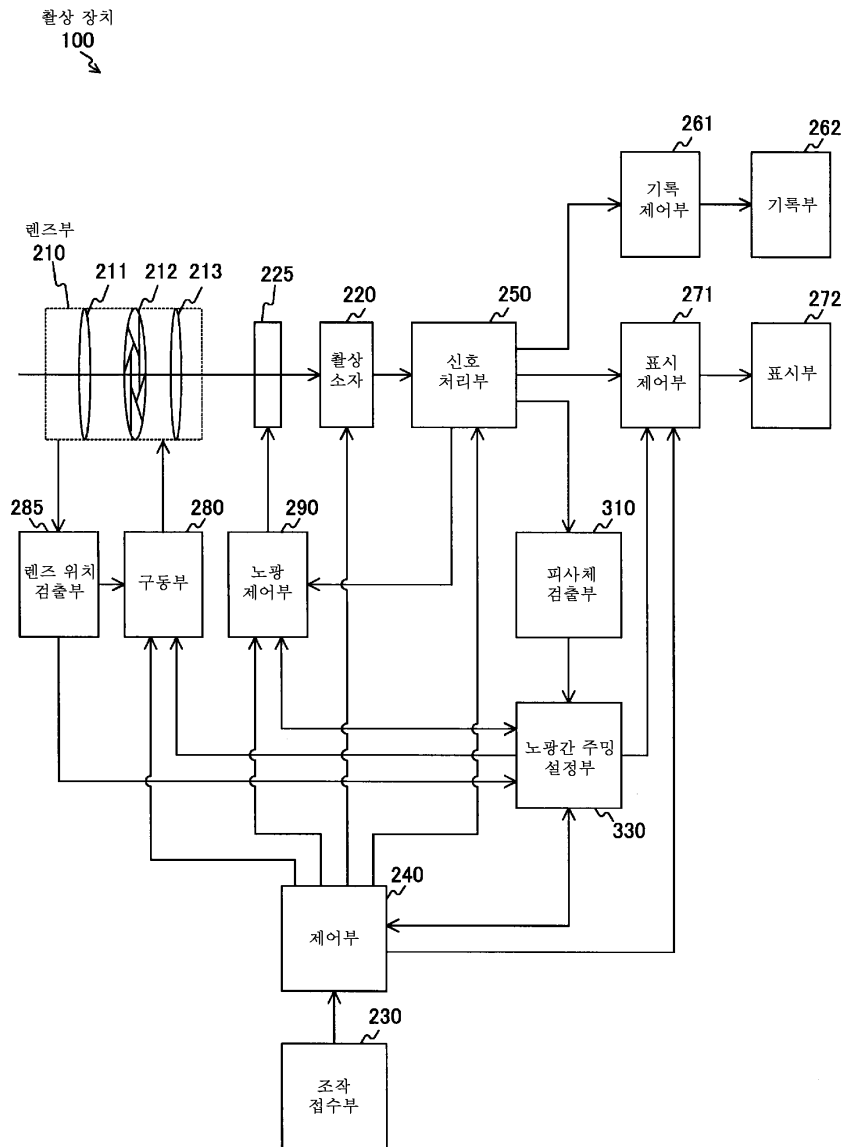 촬상 장치
100
261
262
기록
제어부
기록부
렌즈부
210
211
212
213
225
220
250
271
272
촬상
소자
신호
처리부
표시
제어부
표시부
285
280
290
310
렌즈 위치
검출부
구동부
노광
제어부
피사체
검출부
노광간 주밍
설정부
330
240
제어부
230
조작
접수부